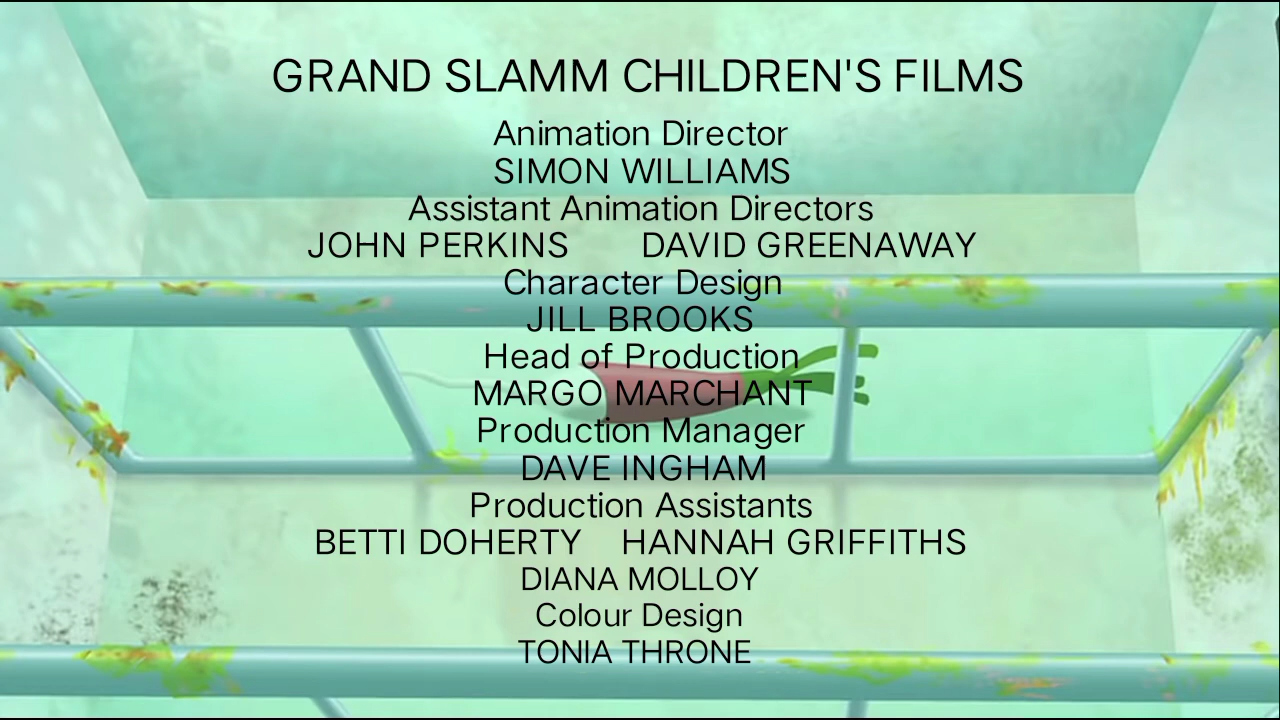 GRAND SLAMM CHILDREN'S FILMS
Animation Director
SIMON WILLIAMS
Assistant Animation Directors
JOHN PERKINS DAVID GREENAWAY
Character Design
JILL BROOKS
Head of Production
MARGO MARCHANT
Production Manager
DAVE INGHAM
Production Assistants
BETTI DOHERTY HANNAH GRIFFITHS
DIANA MOLLOY
Colour Design
TONIA THRONE